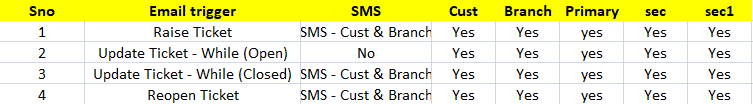 Sno Email trigger SMS Cust Branch Primary sec sec1
1 Raise Ticket SMS - Cust & Branch Yes Yes yes Yes Yes
2 Update Ticket - While (Open) No Yes Yes yes Yes Yes
3 Update Ticket - While (Closed) SMS - Cust & Branch Yes Yes yes Yes Yes
4 Reopen Ticket SMS - Cust & Branch Yes Yes yes Yes Yes